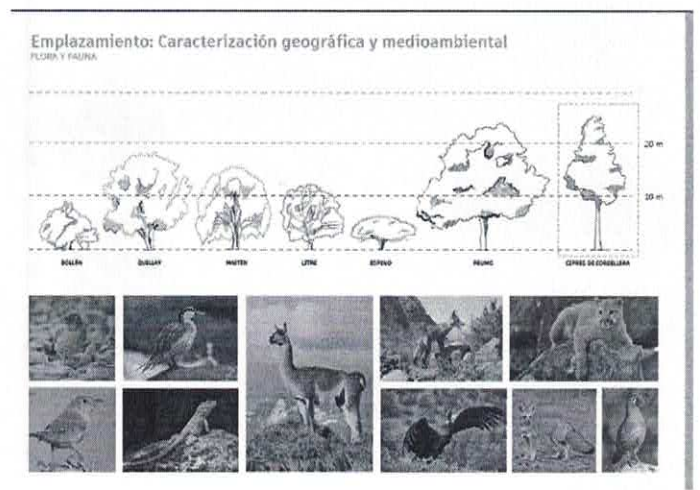 Emplazamiento: Caracterización geográfica y medioambiental
FLORA Y FAUNA
20 m
10 m
BOLLÉN
QUILLAY
MAITEN
LITRE
ESPINO
PEUMO
CIPRES DE CORDILLERA